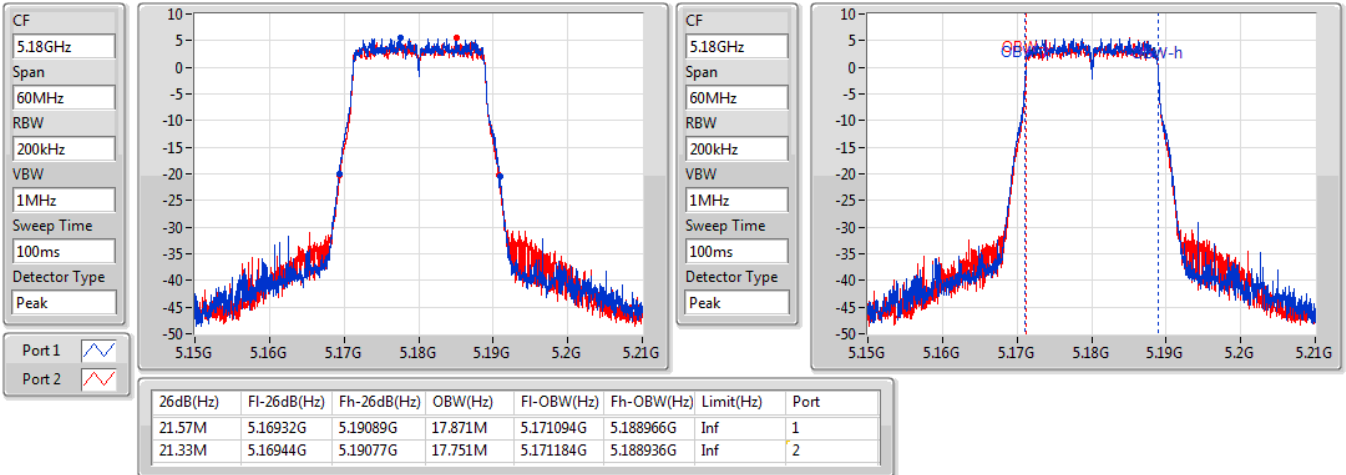 CF
5.18GHz
Span
60MHz
RBW
200kHz
VBW
1MHz
Sweep Time
100ms
Detector Type
Peak
10
5
0
-5
-10
-15
-20
-25
-30
-35
-40
-45
-50
5.15G 5.16G 5.17G 5.18G 5.19G 5.2G 5.21G
CF
5.18GHz
Span
60MHz
RBW
200kHz
VBW
1MHz
Sweep Time
100ms
Detector Type
Peak
10
5
0
-5
-10
-15
-20
-25
-30
-35
-40
-45
-50
5.15G 5.16G 5.17G 5.18G 5.19G 5.2G 5.21G
Port 1
Port 2
26dB(Hz) Fl-26dB(Hz) Fh-26dB(Hz) OBW(Hz) Fl-OBW(Hz) Fh-OBW(Hz) Limit(Hz) Port
21.57M 5.16932G 5.19089G 17.871M 5.171094G 5.188966G Inf 1
21.33M 5.16944G 5.19077G 17.751M 5.171184G 5.188936G Inf 2